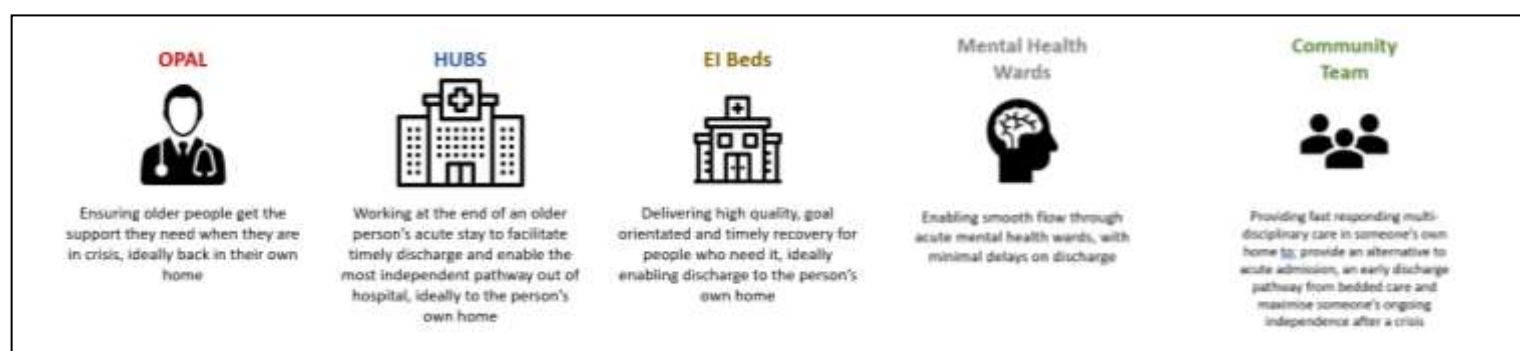 OPAL
Ensuring older people get the
support they need when they are
in crisis, ideally back in their own
home
HUBS
Working at the end of an older
person's acute stay to facilitate
timely discharge and enable the
most independent pathway out of
hospital, ideally to the person's
own home
EI Beds
Delivering high quality, goal
orientated and timely recovery for
people who need it, ideally
enabling discharge to the person's
own home
Mental Health
Wards
Enabling smooth flow through
acute mental health wards, with
minimal delays on discharge
Community
Team
Providing fast responding multi-
disciplinary care in someone's own
home to; provide an alternative to
acute admission, an early discharge
pathway from bedded care and
maximise someone's ongoing
independence after a crisis